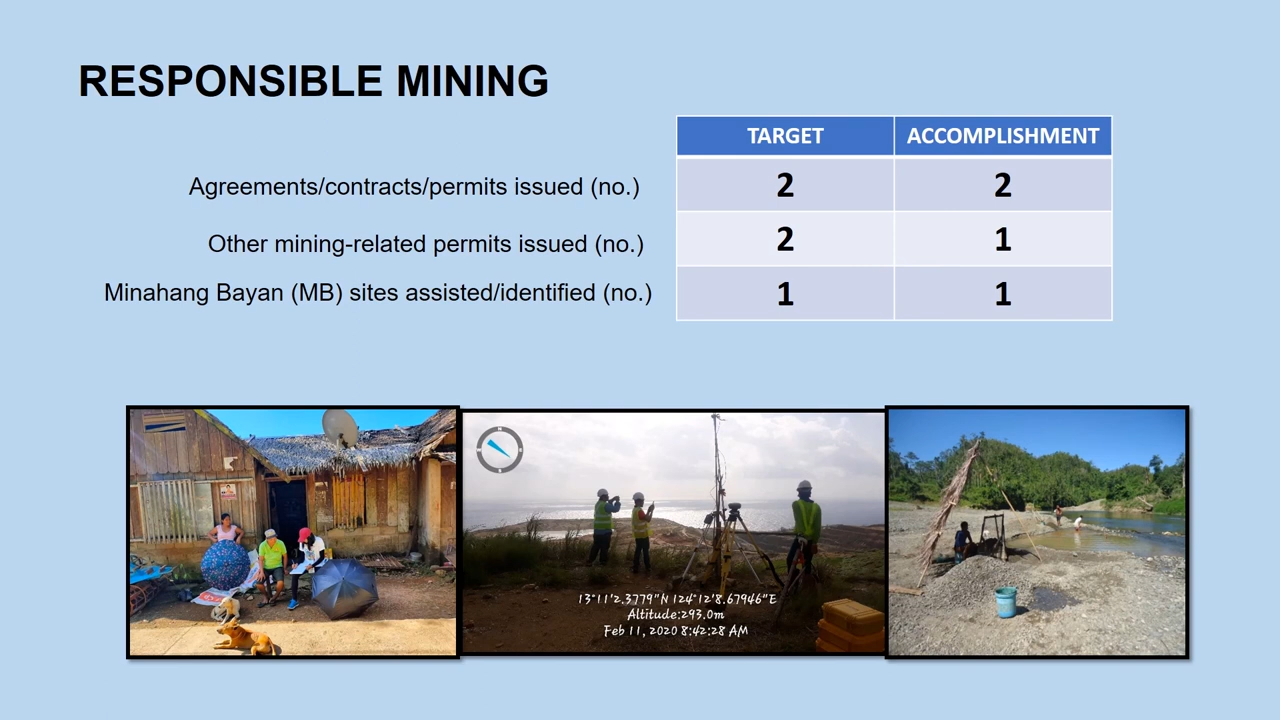 RESPONSIBLE MINING
TARGET ACCOMPLISHMENT
Agreements/contracts/permits issued (no.) 2 2
Other mining-related permits issued (no.) 2 1
Minahang Bayan (MB) sites assisted/identified (no.) 1 1
13°11'2.3779"N 124°12'8.67946"E
Altitude:293.0m
Feb 11, 2020 8:42:28 AM